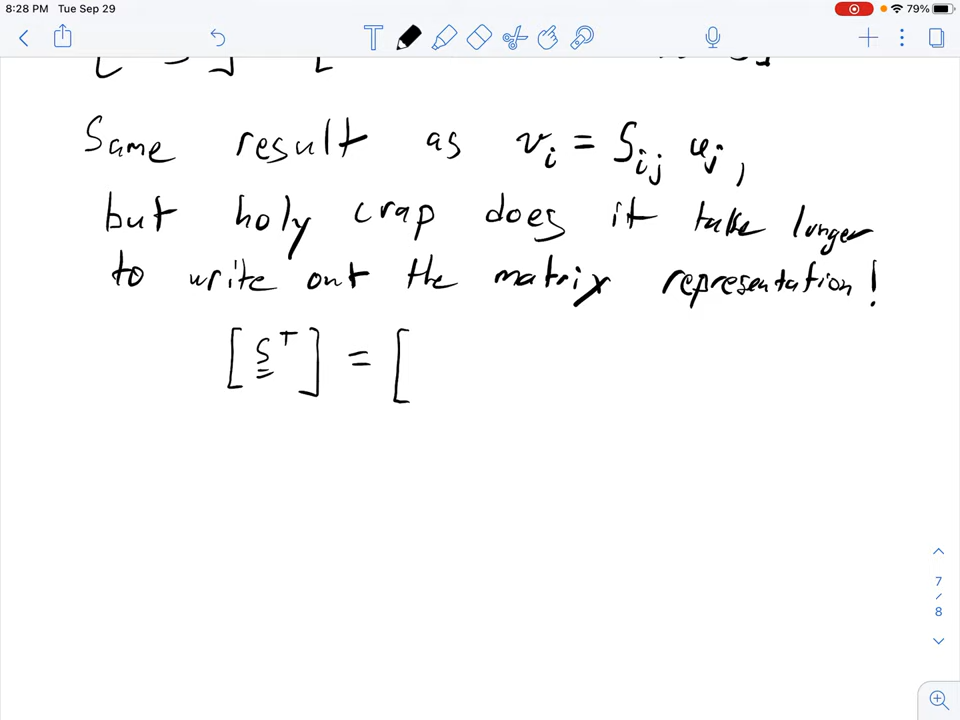 8:28 PM Tue Sep 29 79%
Same result as v_i = S_ij u_j,
but holy crap does it take longer
to write out the matrix representation!
[S^T] = [
7
/
8